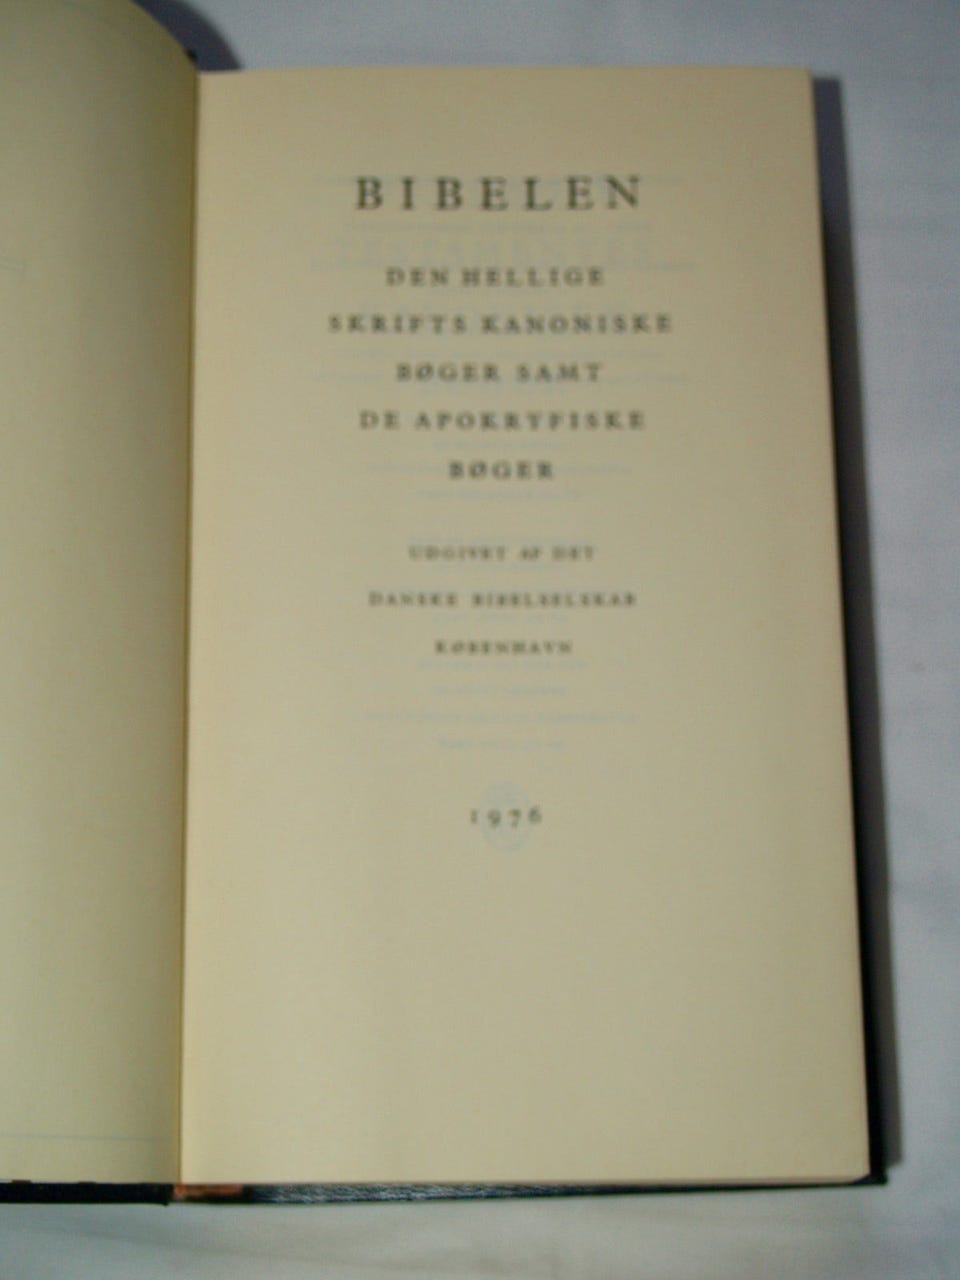 BIBELEN
DEN HELLIGE
SKRIFTS KANONISKE
BØGER SAMT
DE APOKRYFISKE
BØGER
UDGIVET AF DET
DANSKE BIBELSELSKAB
KØBENHAVN
1976